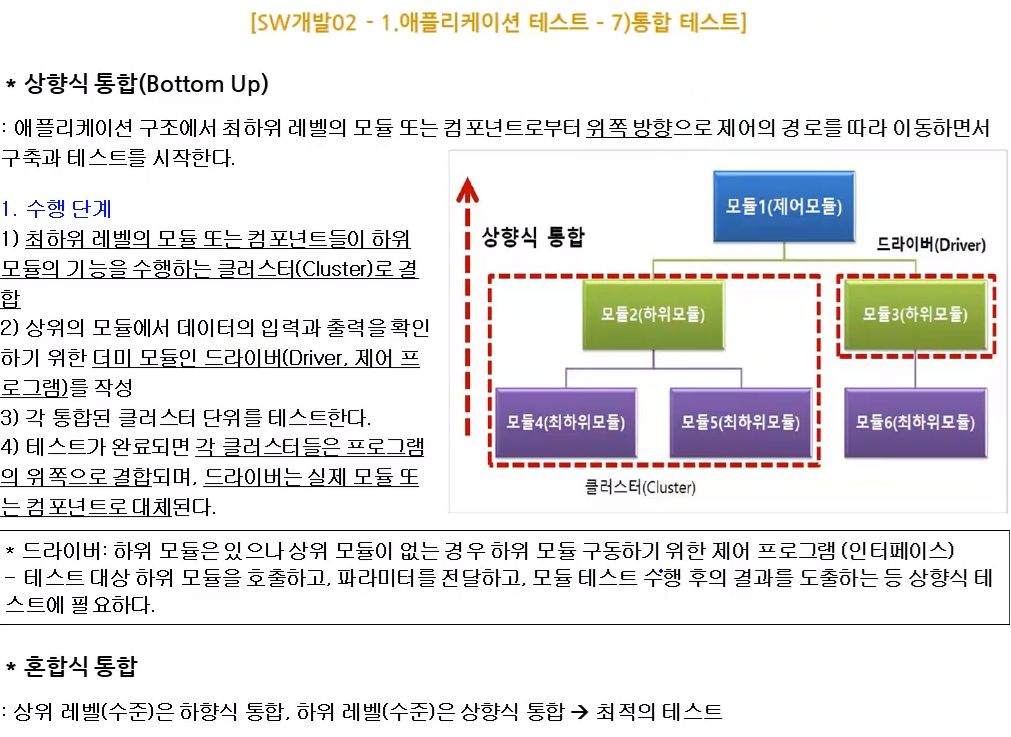 [SW개발02 - 1.애플리케이션 테스트 - 7)통합 테스트]
* 상향식 통합(Bottom Up)
: 애플리케이션 구조에서 최하위 레벨의 모듈 또는 컴포넌트로부터 위쪽 방향으로 제어의 경로를 따라 이동하면서
구축과 테스트를 시작한다.
1. 수행 단계
1) 최하위 레벨의 모듈 또는 컴포넌트들이 하위
모듈의 기능을 수행하는 클러스터(Cluster)로 결
합
2) 상위의 모듈에서 데이터의 입력과 출력을 확인
하기 위한 더미 모듈인 드라이버(Driver, 제어 프
로그램)를 작성
3) 각 통합된 클러스터 단위를 테스트한다.
4) 테스트가 완료되면 각 클러스터들은 프로그램
의 위쪽으로 결합되며, 드라이버는 실제 모듈 또
는 컴포넌트로 대체된다.
상향식 통합
모듈1(제어모듈)
드라이버(Driver)
모듈2(하위모듈)
모듈3(하위모듈)
모듈4(최하위모듈)
모듈5(최하위모듈)
모듈6(최하위모듈)
클러스터(Cluster)
* 드라이버: 하위 모듈은 있으나 상위 모듈이 없는 경우 하위 모듈 구동하기 위한 제어 프로그램 (인터페이스)
- 테스트 대상 하위 모듈을 호출하고, 파라미터를 전달하고, 모듈 테스트 수행 후의 결과를 도출하는 등 상향식 테
스트에 필요하다.
* 혼합식 통합
: 상위 레벨(수준)은 하향식 통합, 하위 레벨(수준)은 상향식 통합 → 최적의 테스트